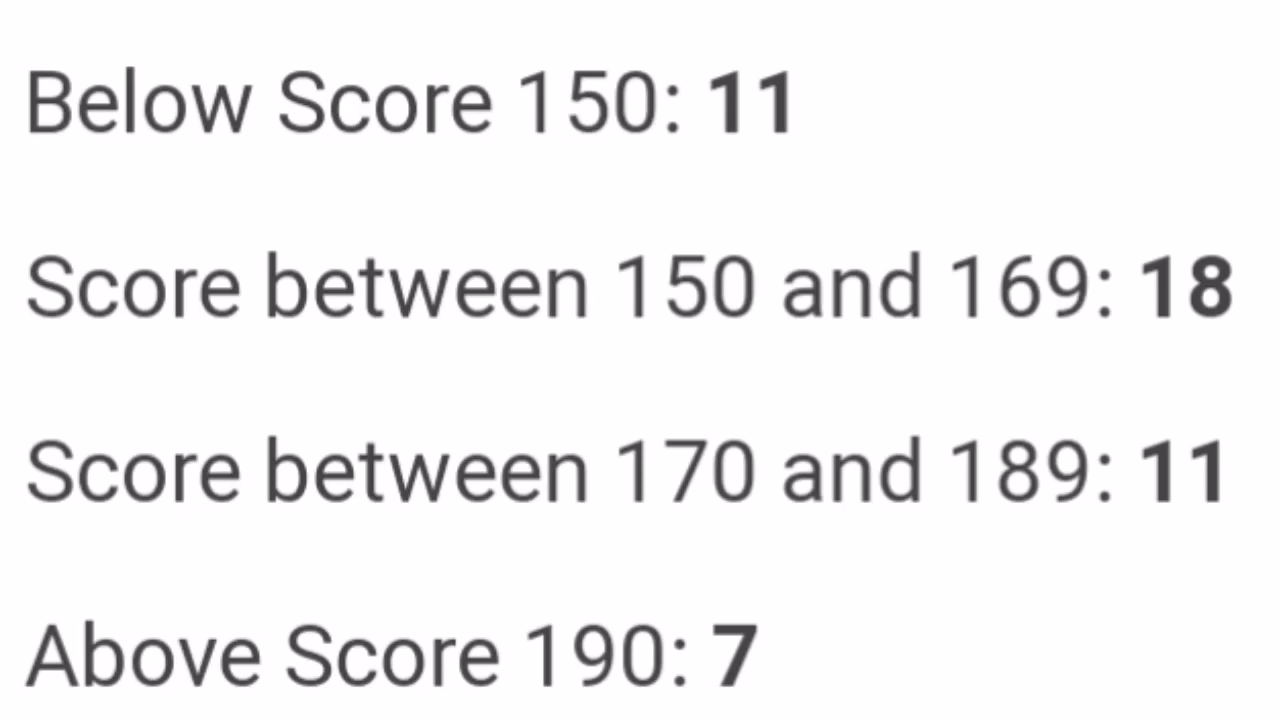 Below Score 150: 11
Score between 150 and 169: 18
Score between 170 and 189: 11
Above Score 190: 7